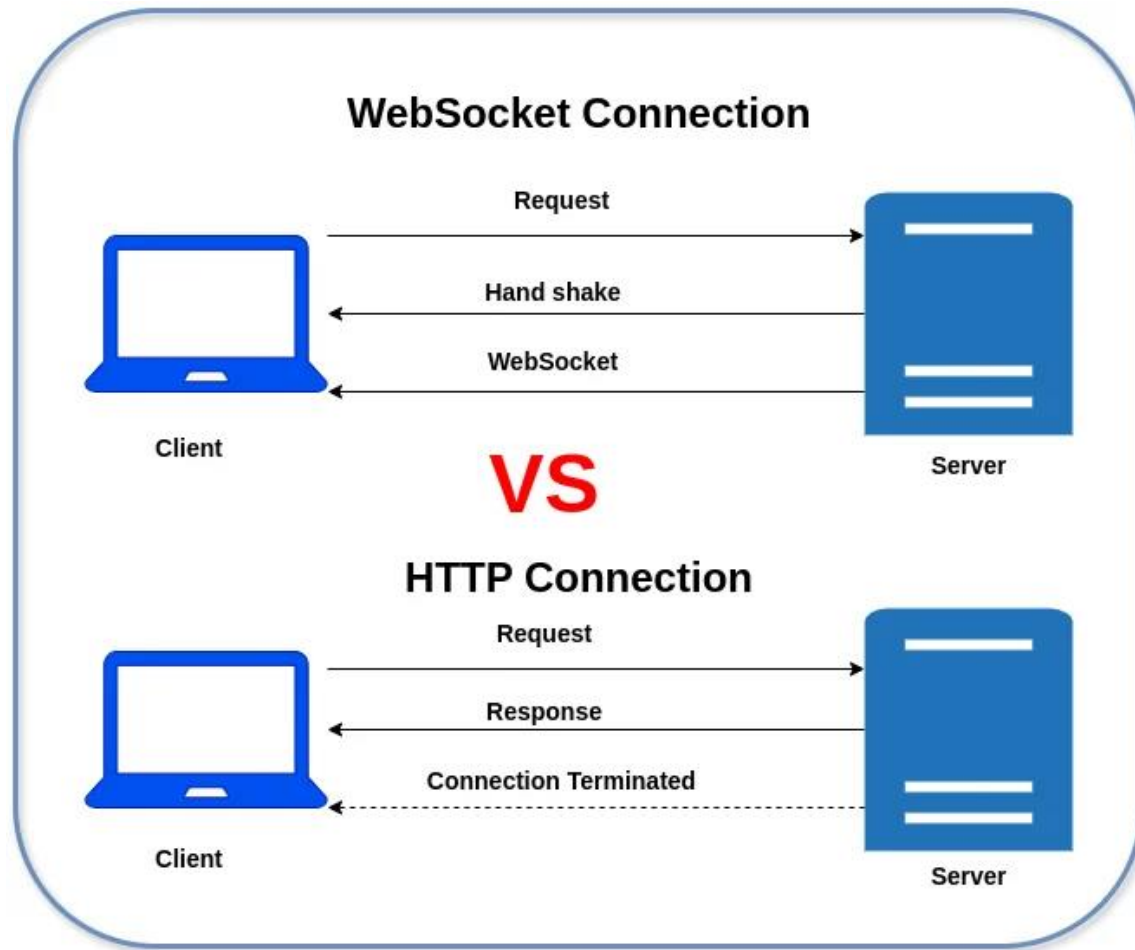 WebSocket Connection
Request
Hand shake
WebSocket
Client
Server
VS
HTTP Connection
Request
Response
Connection Terminated
Client
Server